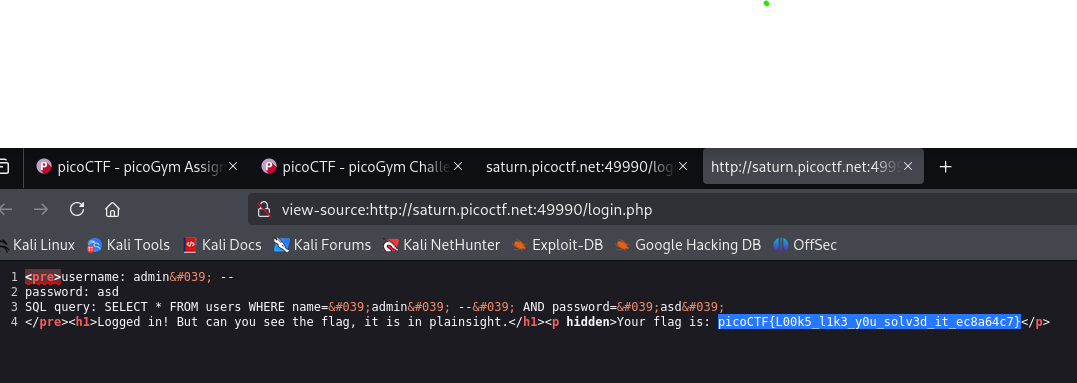 picoCTF - picoGym Assign
picoCTF - picoGym Challe
saturn.picoctf.net:49990/log
http://saturn.picoctf.net:499
view-source:http://saturn.picoctf.net:49990/login.php
Kali Linux Kali Tools Kali Docs Kali Forums Kali NetHunter Exploit-DB Google Hacking DB OffSec
1 <pre>username: admin&#039; --
2 password: asd
3 SQL query: SELECT * FROM users WHERE name=&#039;admin&#039; --&#039; AND password=&#039;asd&#039;
4 </pre><h1>Logged in! But can you see the flag, it is in plainsight.</h1><p hidden>Your flag is: picoCTF{L00k5_l1k3_y0u_solv3d_it_ec8a64c7}</p>